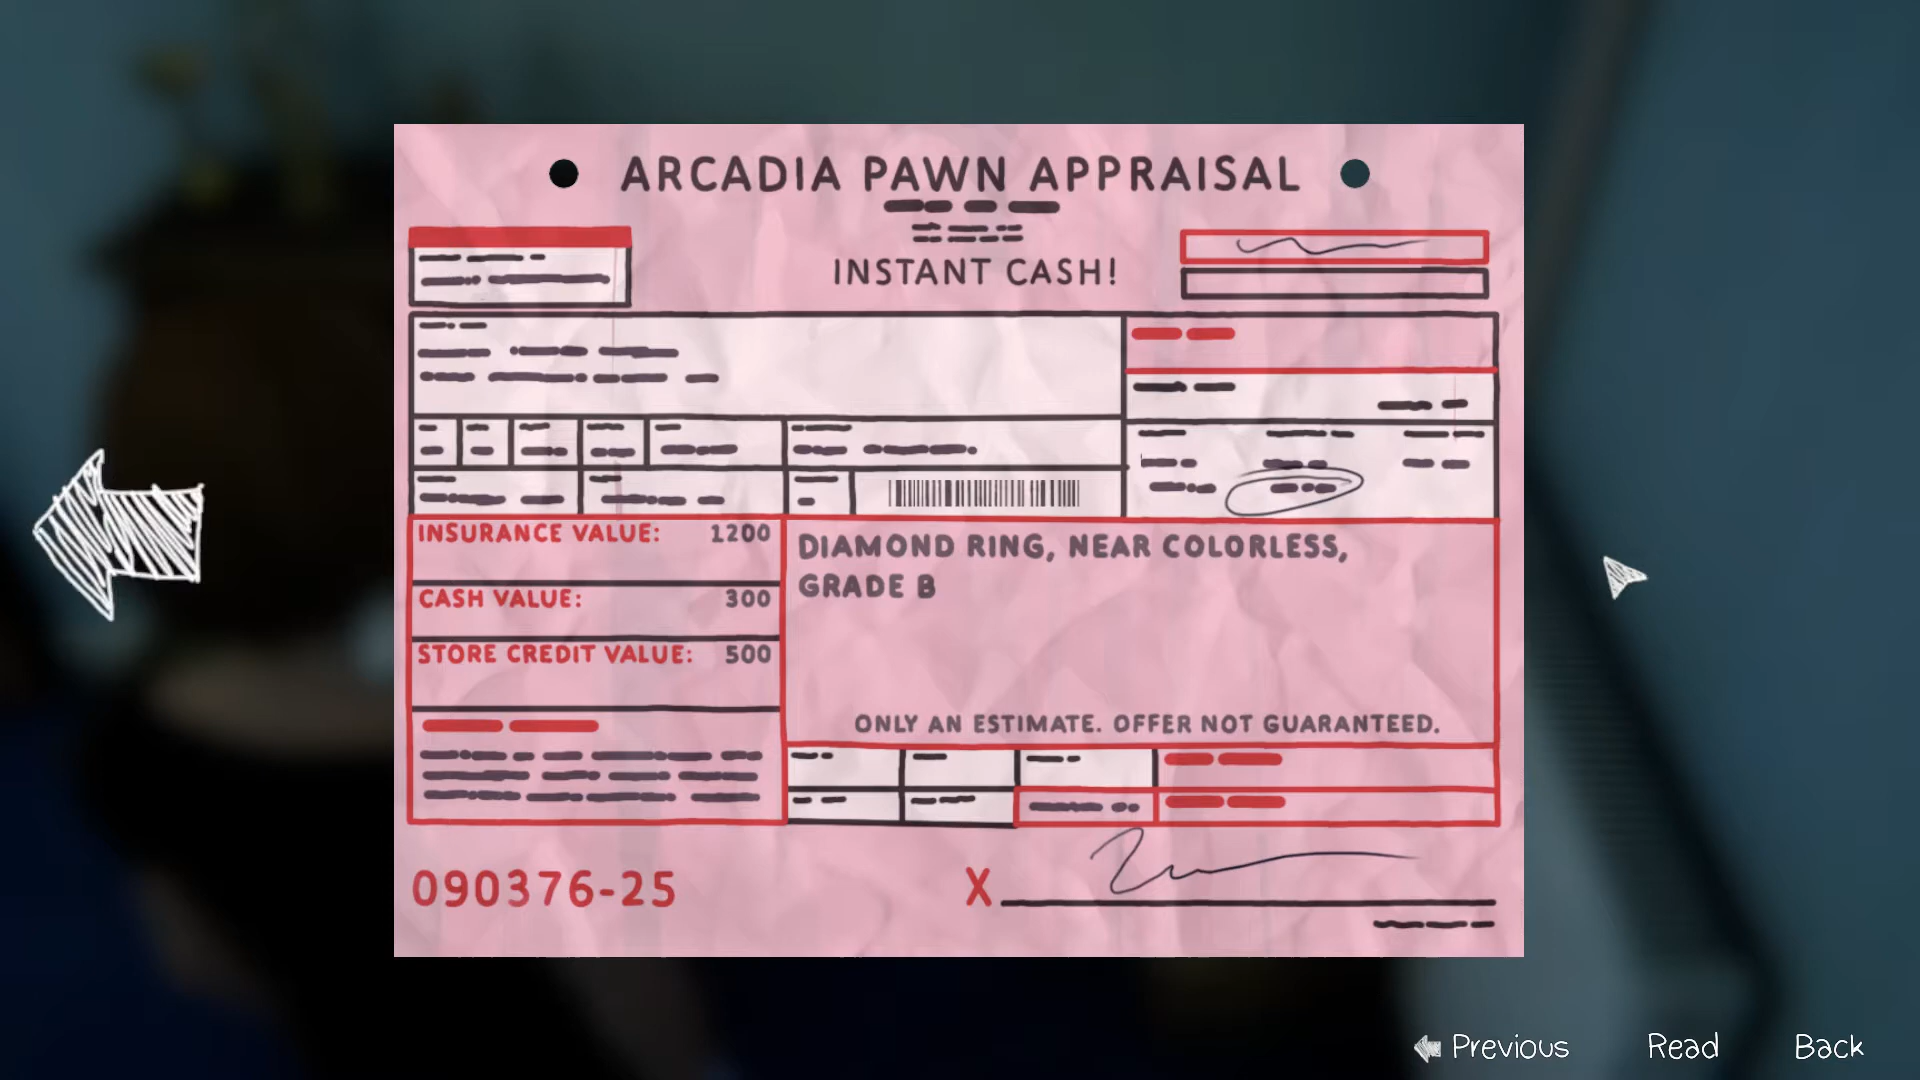 ARCADIA PAWN APPRAISAL
INSTANT CASH!
INSURANCE VALUE: 1200
CASH VALUE: 300
STORE CREDIT VALUE: 500
DIAMOND RING, NEAR COLORLESS,
GRADE B
ONLY AN ESTIMATE. OFFER NOT GUARANTEED.
090376-25
X
Previous
Read
Back